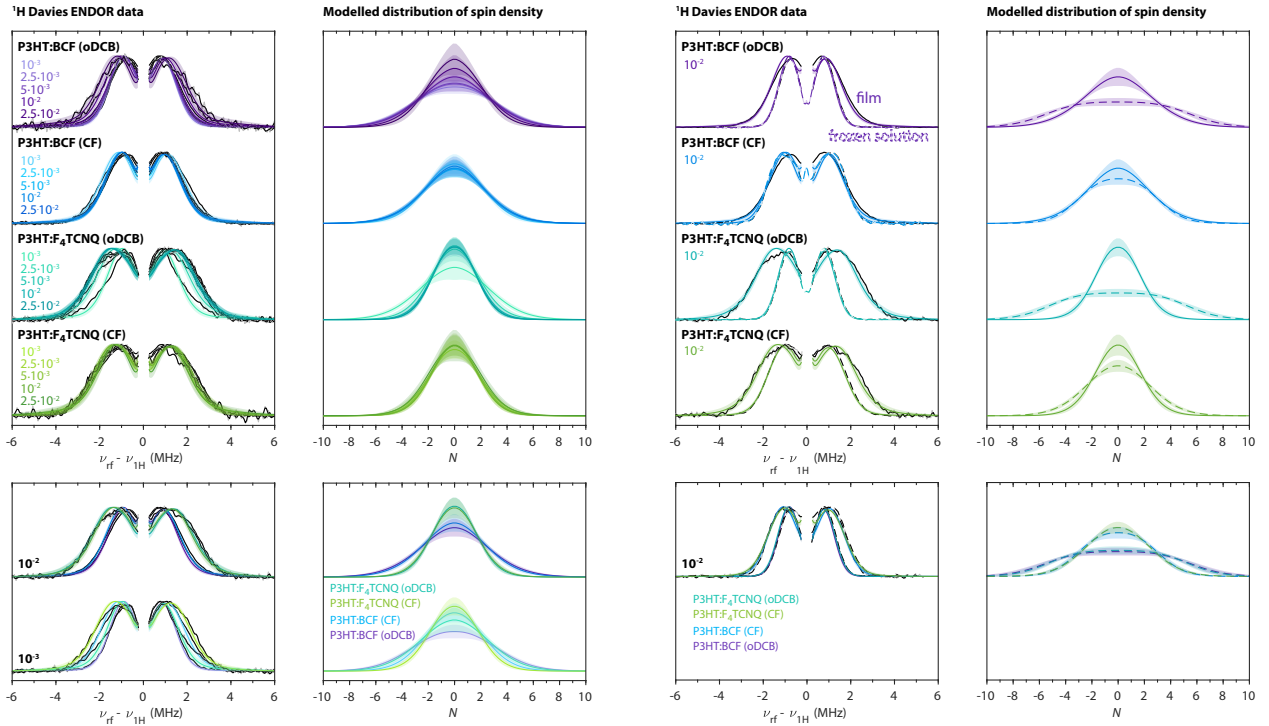 ¹H Davies ENDOR data
Modelled distribution of spin density
P3HT:BCF (oDCB)
10⁻³
2.5·10⁻³
5·10⁻³
10⁻²
2.5·10⁻²
P3HT:BCF (CF)
10⁻³
2.5·10⁻³
5·10⁻³
10⁻²
2.5·10⁻²
P3HT:F₄TCNQ (oDCB)
10⁻³
2.5·10⁻³
5·10⁻³
10⁻²
2.5·10⁻²
P3HT:F₄TCNQ (CF)
10⁻³
2.5·10⁻³
5·10⁻³
10⁻²
2.5·10⁻²
-6 -4 -2 0 2 4 6
ν_rf - ν_1H (MHz)
-10 -8 -6 -4 -2 0 2 4 6 8 10
N
10⁻²
10⁻³
-6 -4 -2 0 2 4 6
ν_rf - ν_1H (MHz)
P3HT:F₄TCNQ (oDCB)
P3HT:F₄TCNQ (CF)
P3HT:BCF (CF)
P3HT:BCF (oDCB)
-10 -8 -6 -4 -2 0 2 4 6 8 10
N
¹H Davies ENDOR data
Modelled distribution of spin density
P3HT:BCF (oDCB)
10⁻²
film
frozen solution
P3HT:BCF (CF)
10⁻²
P3HT:F₄TCNQ (oDCB)
10⁻²
P3HT:F₄TCNQ (CF)
10⁻²
-6 -4 -2 0 2 4 6
ν_rf - ν_1H (MHz)
-10 -8 -6 -4 -2 0 2 4 6 8 10
N
10⁻²
P3HT:F₄TCNQ (oDCB)
P3HT:F₄TCNQ (CF)
P3HT:BCF (CF)
P3HT:BCF (oDCB)
-6 -4 -2 0 2 4 6
ν_rf - ν_1H (MHz)
-10 -8 -6 -4 -2 0 2 4 6 8 10
N